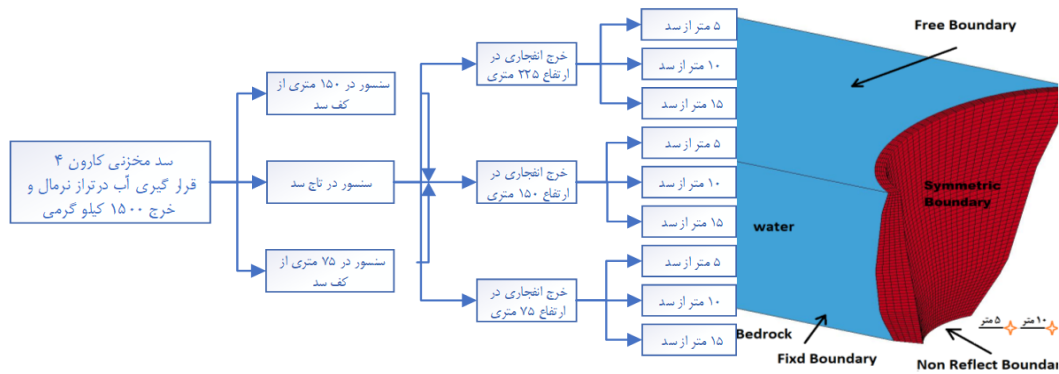 سد مخزنی کارون ۴
قرار گیری آب درتراز نرمال و
خرج ۱۵۰۰ کیلو گرمی
سنسور در ۱۵۰ متری از
کف سد
سنسور در تاج سد
سنسور در ۷۵ متری از
کف سد
خرج انفجاری در
ارتفاع ۲۲۵ متری
خرج انفجاری در
ارتفاع ۱۵۰ متری
خرج انفجاری در
ارتفاع ۷۵ متری
۵ متر از سد
۱۰ متر از سد
۱۵ متر از سد
۵ متر از سد
۱۰ متر از سد
۱۵ متر از سد
۵ متر از سد
۱۰ متر از سد
۱۵ متر از سد
Free Boundary
Symmetric
Boundary
water
Bedrock
Fixd Boundary
Non Reflect Boundar
۵ متر
۱۰ متر